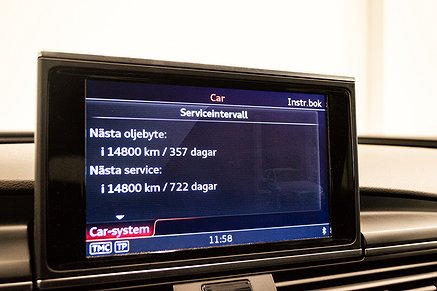 Car
Instr.bok
Serviceintervall
Nästa oljebyte:
i 14800 km / 357 dagar
Nästa service:
i 14800 km / 722 dagar
Car-system
TMC TP
11:58